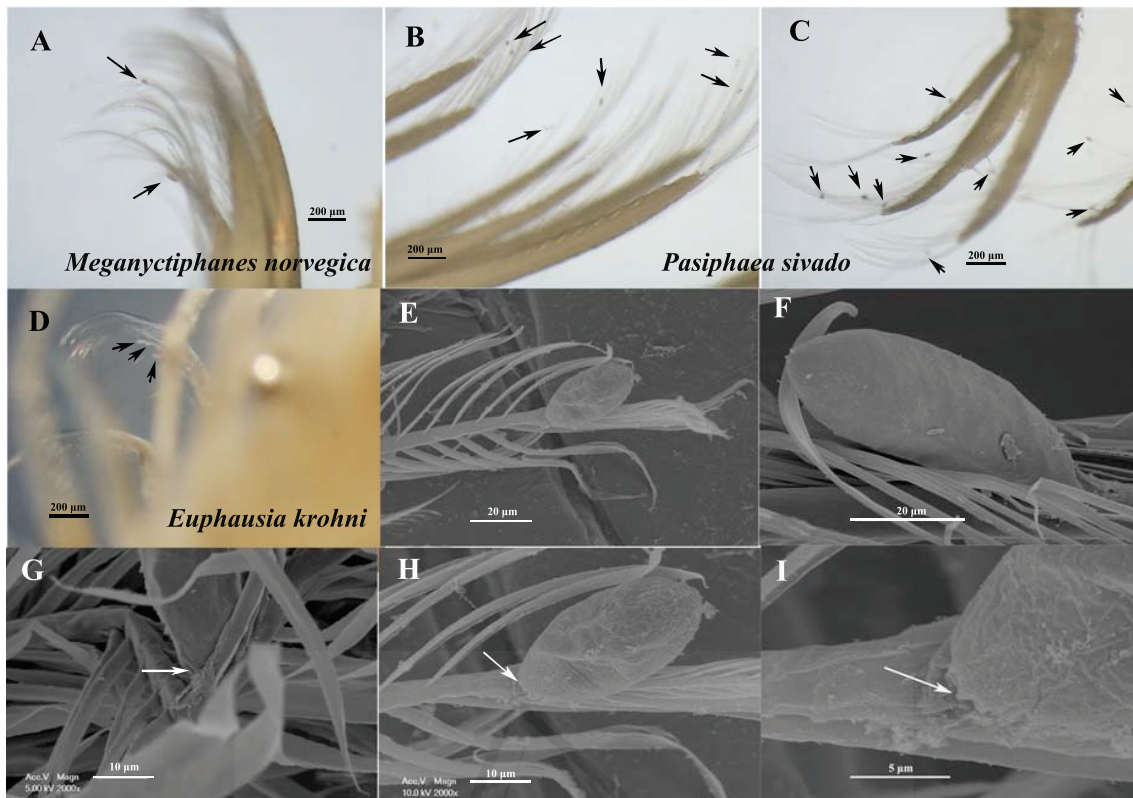 A
200 µm
B
200 µm
C
200 µm
Meganyctiphanes norvegica
Pasiphaea sivado
D
200 µm
Euphausia krohni
E
20 µm
F
20 µm
G
Acc.V Magn
5.00 kV 2000x
10 µm
H
Acc.V Magn
10.0 kV 2000x
10 µm
I
5 µm